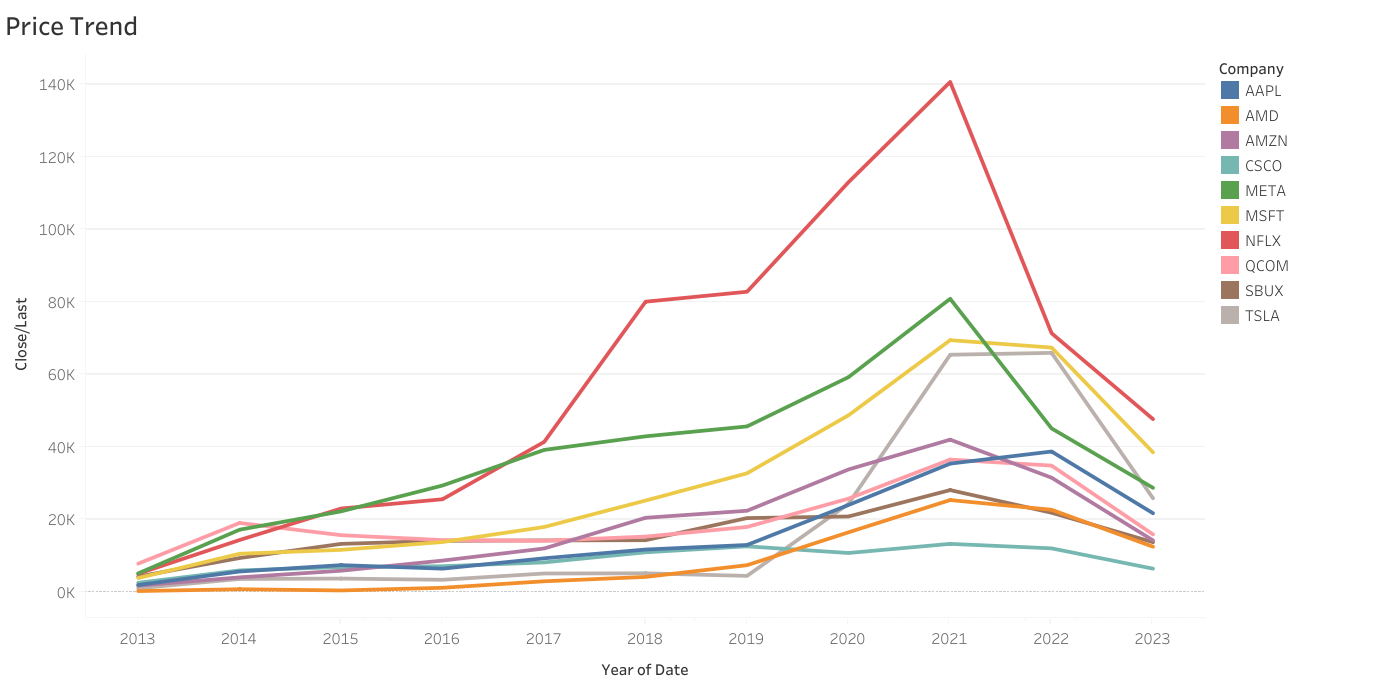 Price Trend
140K
120K
100K
80K
60K
40K
20K
0K
Close/Last
2013 2014 2015 2016 2017 2018 2019 2020 2021 2022 2023
Year of Date
Company
AAPL
AMD
AMZN
CSCO
META
MSFT
NFLX
QCOM
SBUX
TSLA